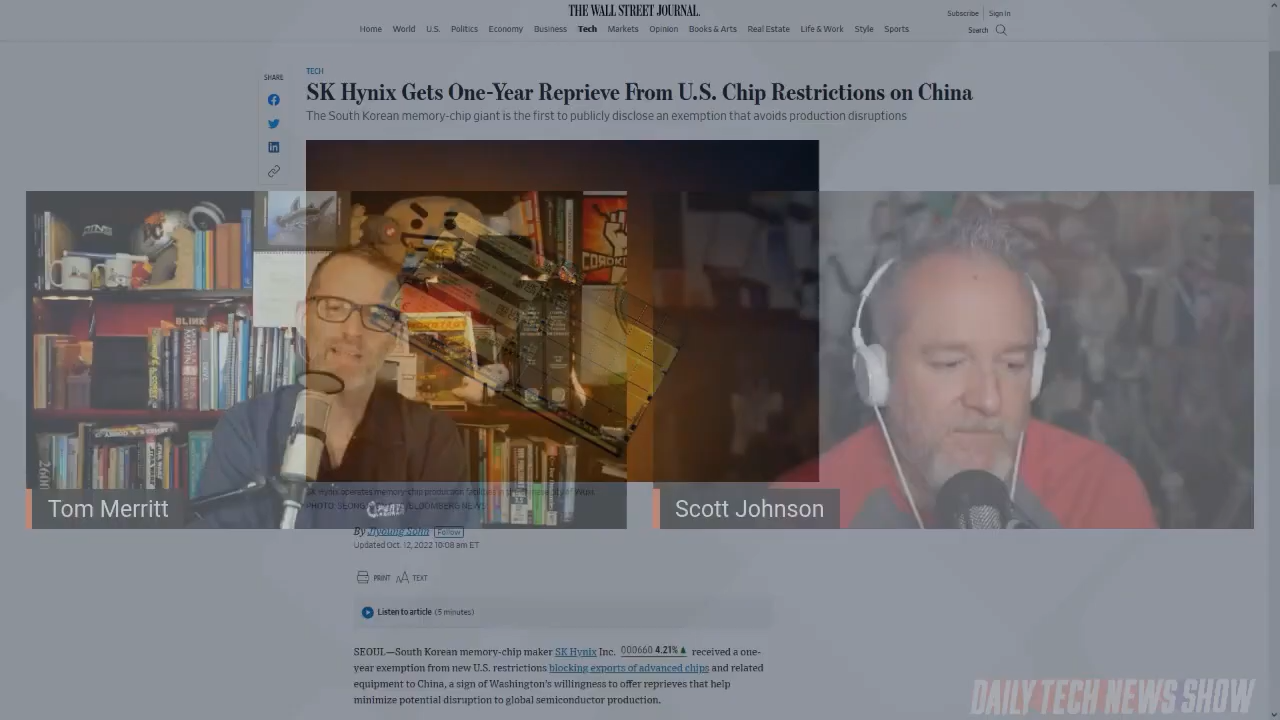 THE WALL STREET JOURNAL.
Subscribe Sign In
Home World U.S. Politics Economy Business Tech Markets Opinion Books & Arts Real Estate Life & Work Style Sports
Search
SHARE
TECH
SK Hynix Gets One-Year Reprieve From U.S. Chip Restrictions on China
The South Korean memory-chip giant is the first to publicly disclose an exemption that avoids production disruptions
BLINK
2600
Tom Merritt
Scott Johnson
By Jiyoung Sohn Follow
Updated Oct. 12, 2022 10:08 am ET
PRINT TEXT
Listen to article (5 minutes)
SEOUL—South Korean memory-chip maker SK Hynix Inc. 000660 4.21% received a one-
year exemption from new U.S. restrictions blocking exports of advanced chips and related
equipment to China, a sign of Washington's willingness to offer reprieves that help
minimize potential disruption to global semiconductor production.
DAILY TECH NEWS SHOW